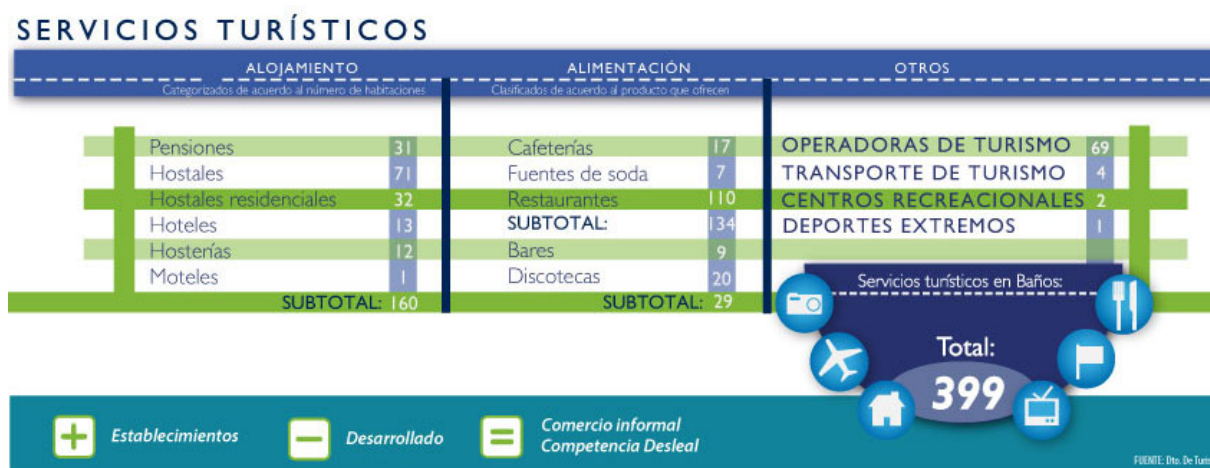 SERVICIOS TURÍSTICOS
ALOJAMIENTO
Categorizados de acuerdo al número de habitaciones
Pensiones 31
Hostales 71
Hostales residenciales 32
Hoteles 13
Hosterías 12
Moteles 1
SUBTOTAL: 160
ALIMENTACIÓN
Clasificados de acuerdo al producto que ofrecen
Cafeterías 17
Fuentes de soda 7
Restaurantes 110
SUBTOTAL: 134
Bares 9
Discotecas 20
SUBTOTAL: 29
OTROS
OPERADORAS DE TURISMO 69
TRANSPORTE DE TURISMO 4
CENTROS RECREACIONALES 2
DEPORTES EXTREMOS 1
Servicios turísticos en Baños:
Total:
399
+ Establecimientos
− Desarrollado
= Comercio informal
Competencia Desleal
FUENTE: Dto. De Turis